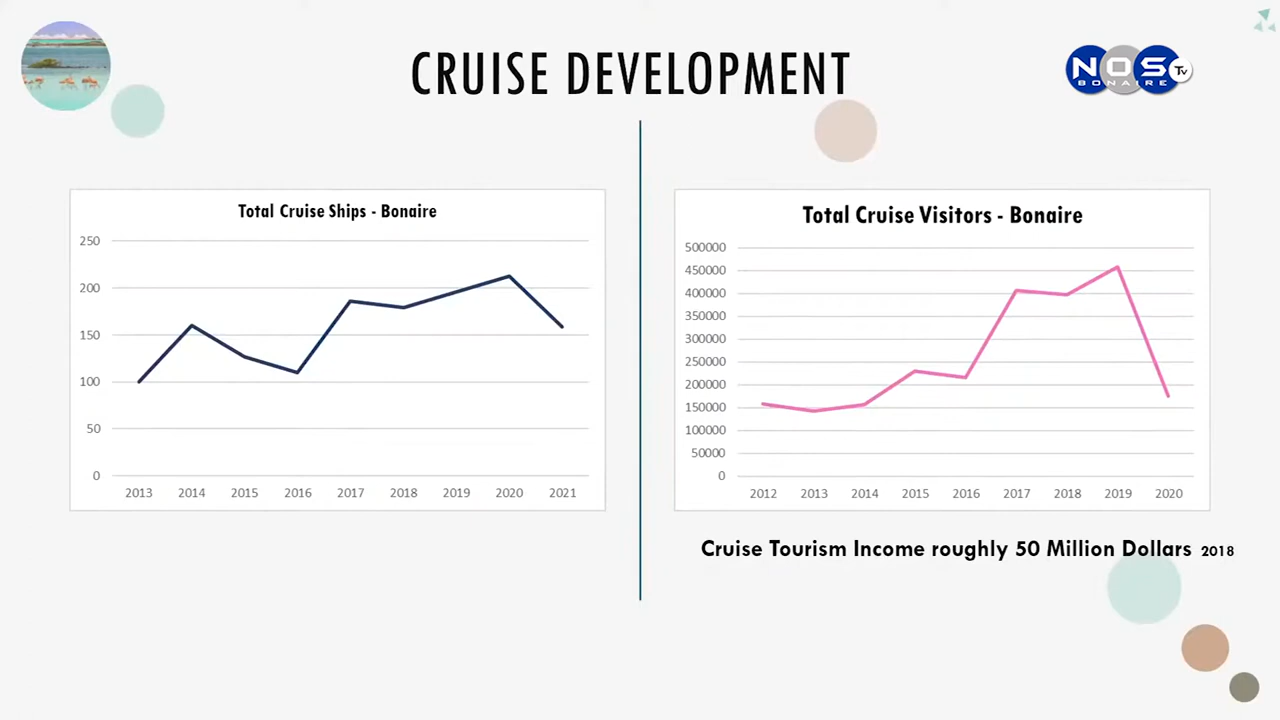 CRUISE DEVELOPMENT
NOS TV
BONAIRE
Total Cruise Ships - Bonaire
250
200
150
100
50
0
2013 2014 2015 2016 2017 2018 2019 2020 2021
Total Cruise Visitors - Bonaire
500000
450000
400000
350000
300000
250000
200000
150000
100000
50000
0
2012 2013 2014 2015 2016 2017 2018 2019 2020
Cruise Tourism Income roughly 50 Million Dollars 2018